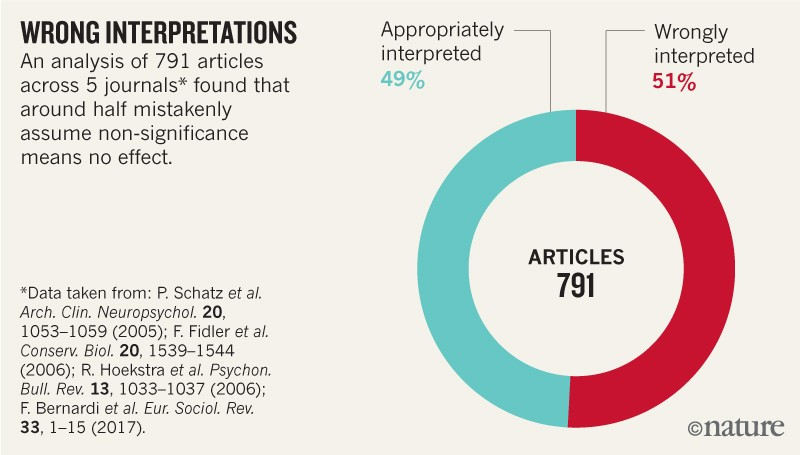 WRONG INTERPRETATIONS
An analysis of 791 articles
across 5 journals* found that
around half mistakenly
assume non-significance
means no effect.
Appropriately
interpreted
49%
Wrongly
interpreted
51%
ARTICLES
791
*Data taken from: P. Schatz et al.
Arch. Clin. Neuropsychol. 20,
1053–1059 (2005); F. Fidler et al.
Conserv. Biol. 20, 1539–1544
(2006); R. Hoekstra et al. Psychon.
Bull. Rev. 13, 1033–1037 (2006);
F. Bernardi et al. Eur. Sociol. Rev.
33, 1–15 (2017).
©nature